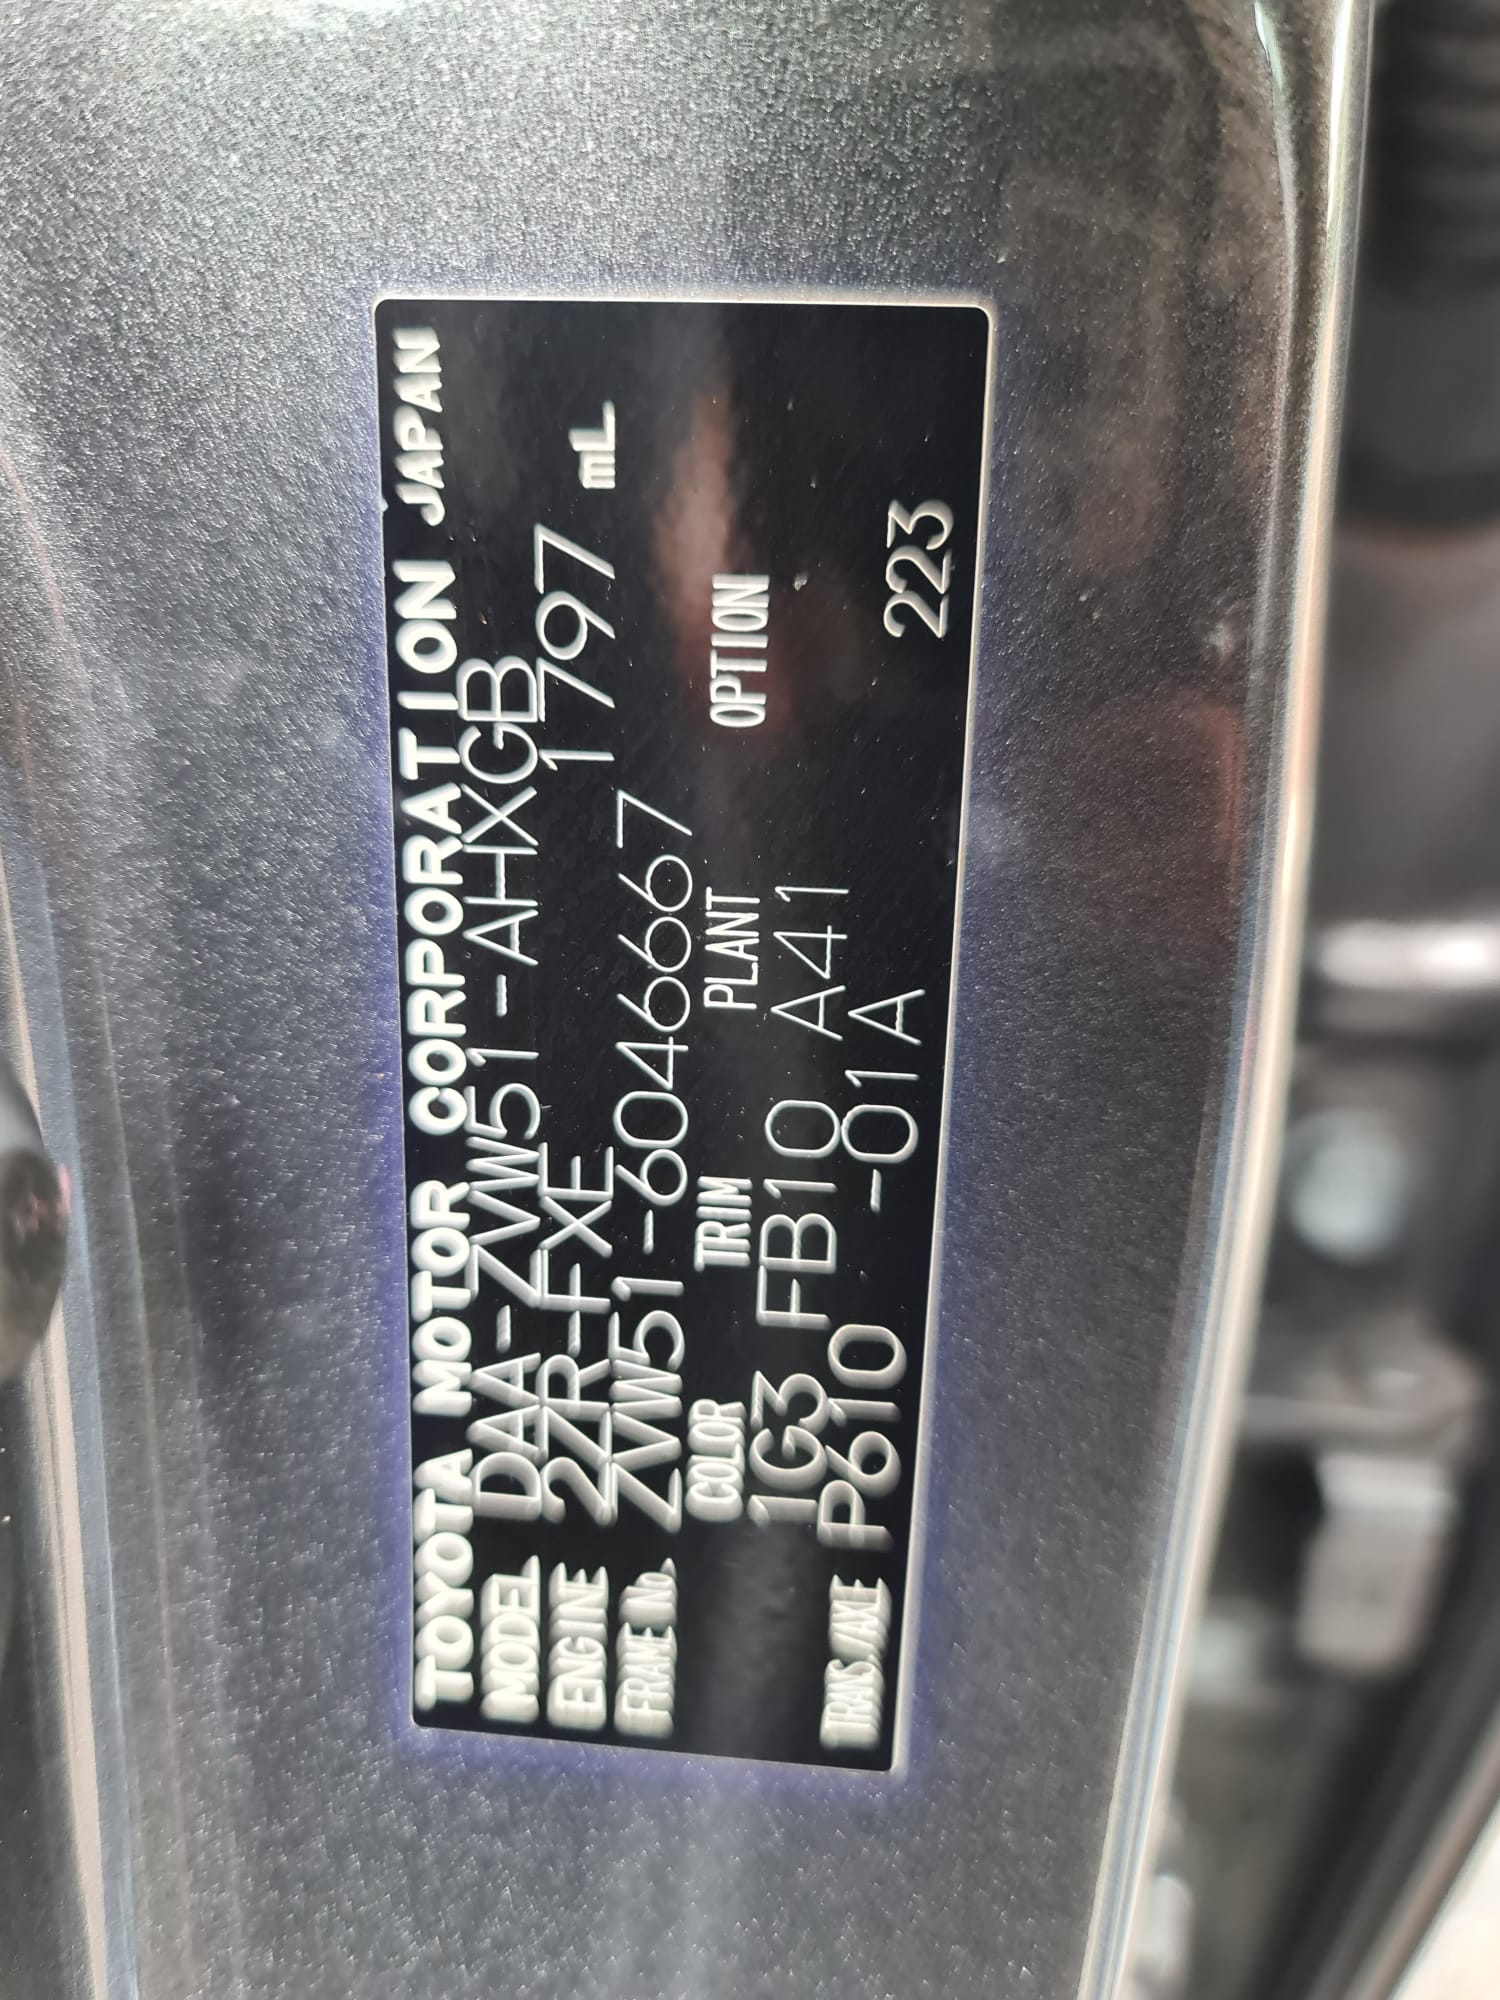 TOYOTA MOTOR CORPORATION JAPAN
MODEL DAA-ZVW51-AHXGB
ENGINE 2ZR-FXE 1797 mL
FRAME No. ZVW51-6046667
COLOR TRIM PLANT OPTION
1G3 FB10 A41
TRANS./AXLE P610 -01A 223